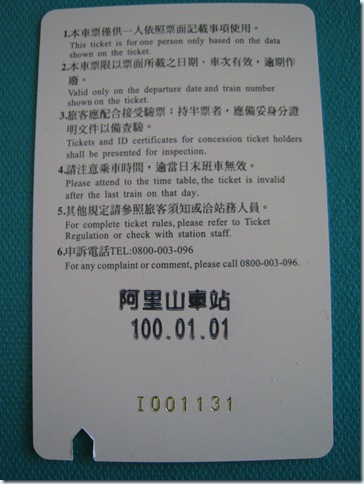 1.本車票僅供一人依照票面記載事項使用。
This ticket is for one person only based on the data
shown on the ticket.
2.本車票限以票面所載之日期、車次有效,逾期作
廢。
Valid only on the departure date and train number
shown on the ticket.
3.旅客應配合接受驗票;持半票者,應備妥身分證
明文件以備查驗。
Tickets and ID certificates for concession ticket holders
shall be presented for inspection.
4.請注意乘車時間,逾當日末班車無效。
Please attend to the time table, the ticket is invalid
after the last train on that day.
5.其他規定請參照旅客須知或洽站務人員。
For complete ticket rules, please refer to Ticket
Regulation or check with station staff.
6.申訴電話TEL:0800-003-096
For any complaint or comment, please call 0800-003-096.
阿里山車站
100.01.01
I001131